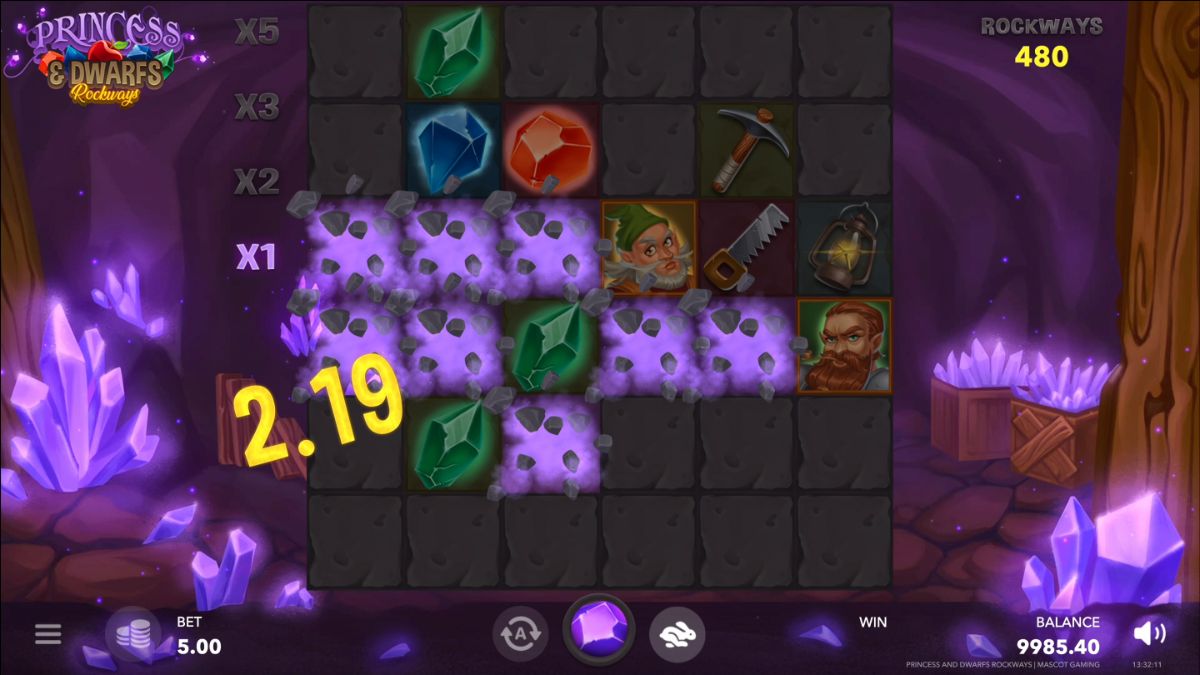 PRINCESS
& DWARFS
Rockways
X5
X3
X2
X1
ROCKWAYS
480
2.19
BET
5.00
A
WIN
BALANCE
9985.40
PRINCESS AND DWARFS ROCKWAYS | MASCOT GAMING
13:32:11